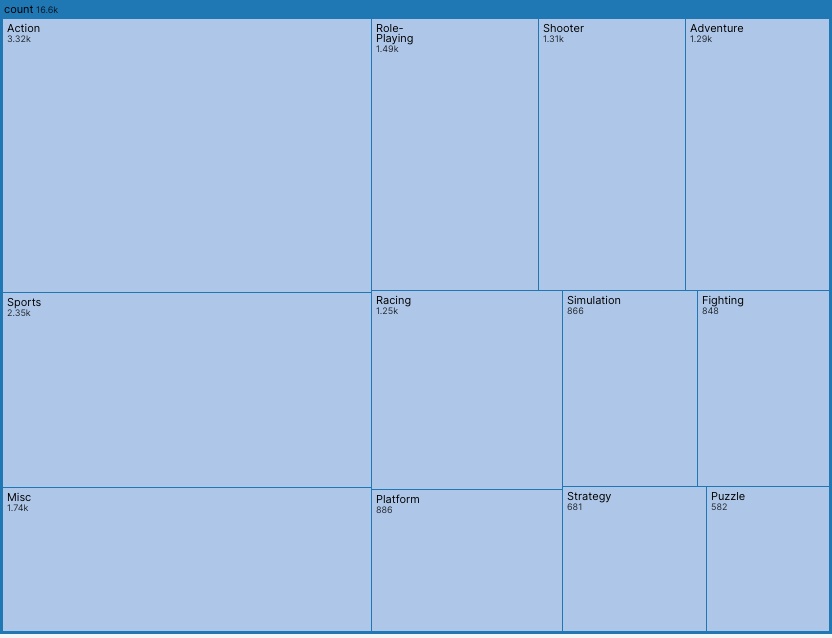 count 16.6k
Action
3.32k
Role-
Playing
1.49k
Shooter
1.31k
Adventure
1.29k
Sports
2.35k
Racing
1.25k
Simulation
866
Fighting
848
Misc
1.74k
Platform
886
Strategy
681
Puzzle
582